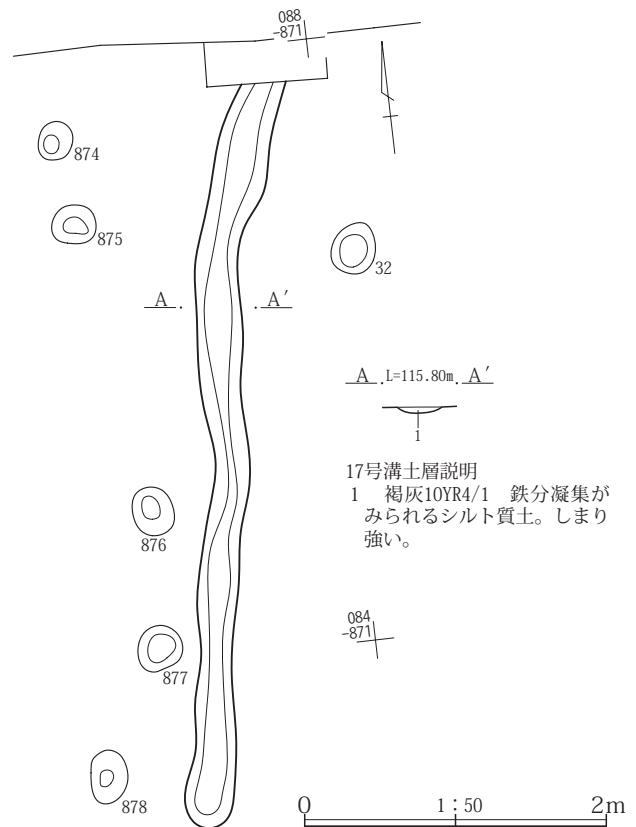 088
-871
874
875
32
A . . A′
A . L=115.80m . A′
1
17号溝土層説明
1　褐灰10YR4/1　鉄分凝集が
みられるシルト質土。しまり
強い。
876
084
-871
877
878
0 1：50 2m